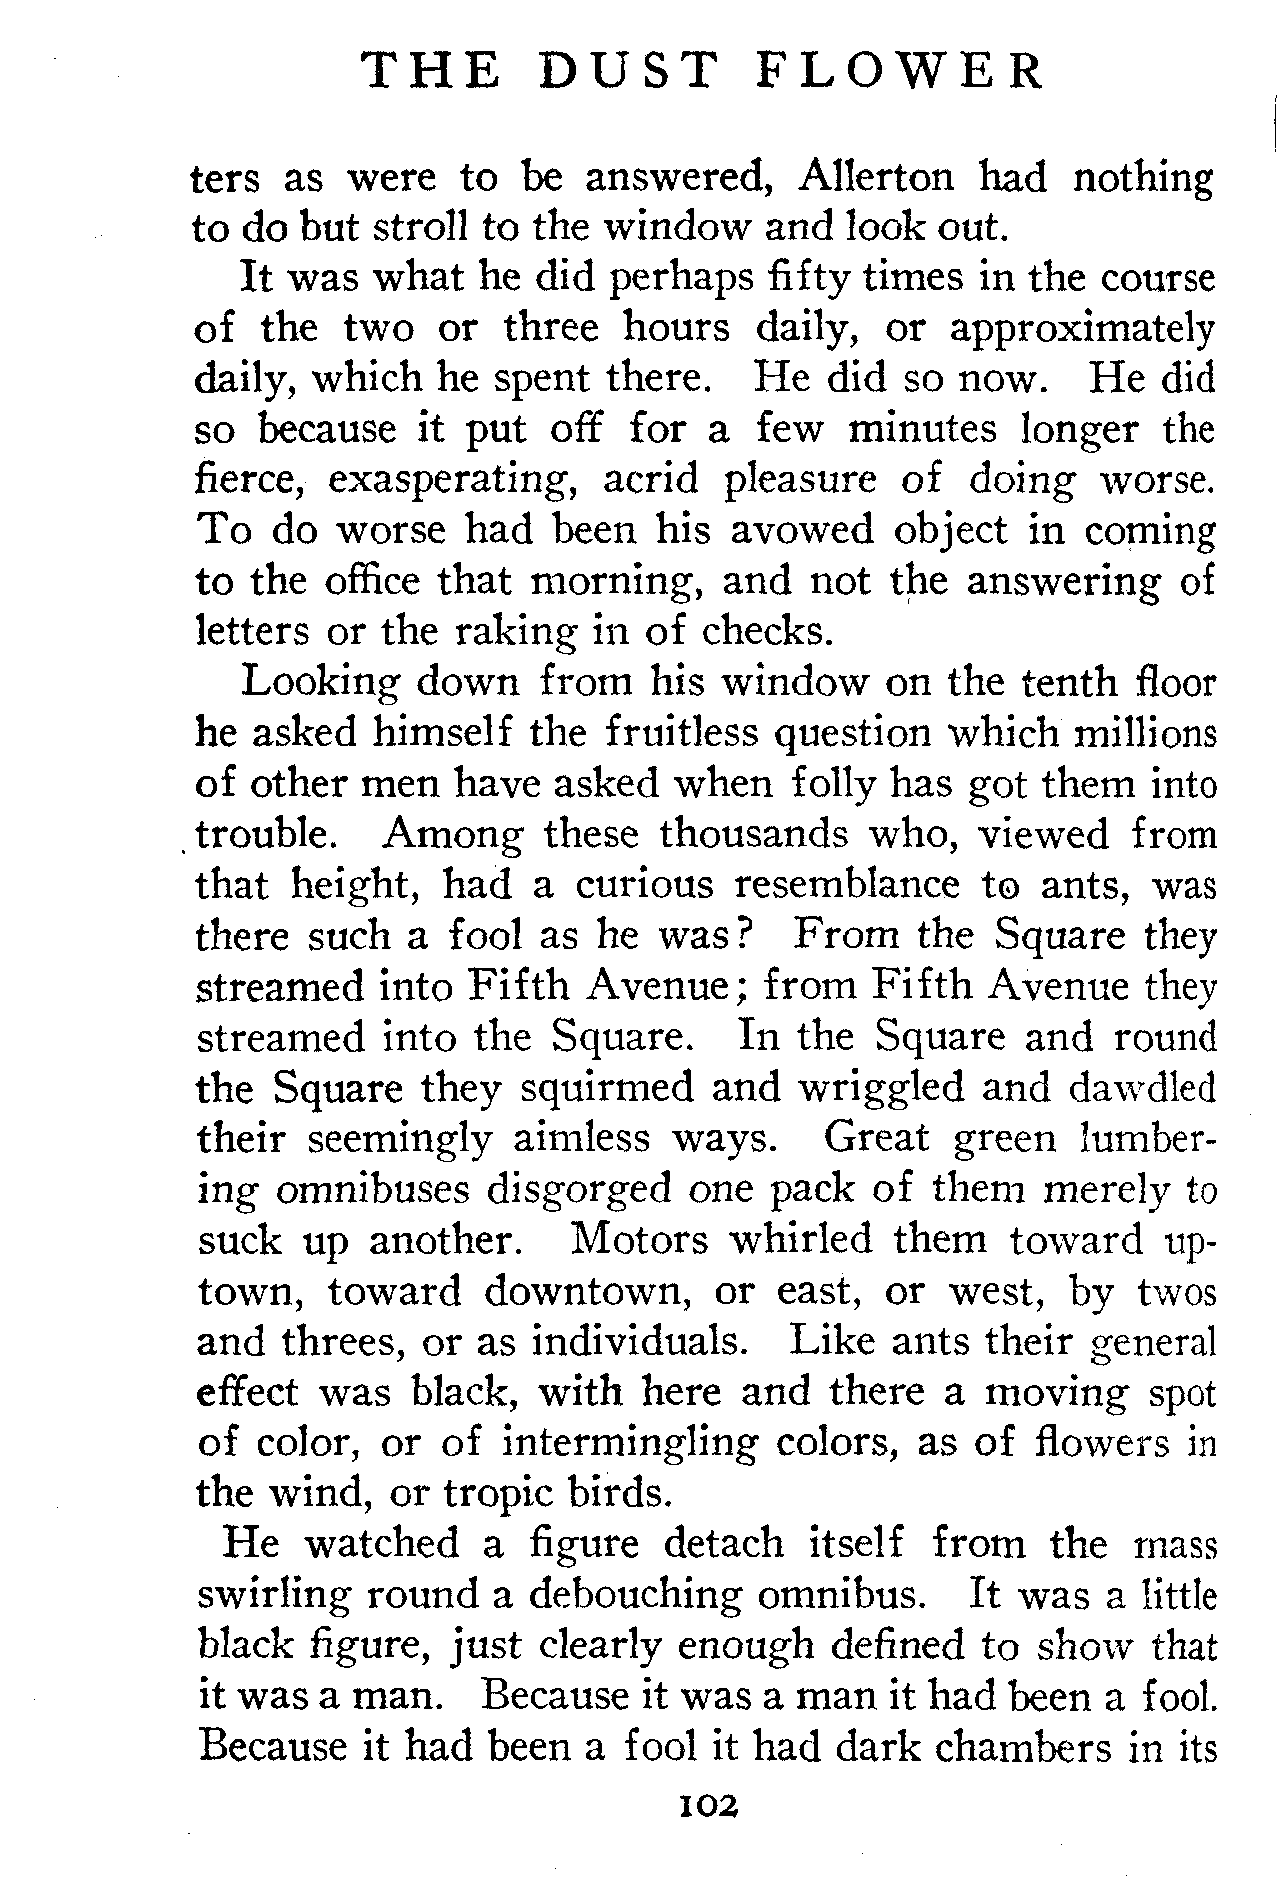 THE DUST FLOWER
ters as were to be answered, Allerton had nothing
to do but stroll to the window and look out.
It was what he did perhaps fifty times in the course
of the two or three hours daily, or approximately
daily, which he spent there. He did so now. He did
so because it put off for a few minutes longer the
fierce, exasperating, acrid pleasure of doing worse.
To do worse had been his avowed object in coming
to the office that morning, and not the answering of
letters or the raking in of checks.
Looking down from his window on the tenth floor
he asked himself the fruitless question which millions
of other men have asked when folly has got them into
trouble. Among these thousands who, viewed from
that height, had a curious resemblance to ants, was
there such a fool as he was? From the Square they
streamed into Fifth Avenue; from Fifth Avenue they
streamed into the Square. In the Square and round
the Square they squirmed and wriggled and dawdled
their seemingly aimless ways. Great green lumber-
ing omnibuses disgorged one pack of them merely to
suck up another. Motors whirled them toward up-
town, toward downtown, or east, or west, by twos
and threes, or as individuals. Like ants their general
effect was black, with here and there a moving spot
of color, or of intermingling colors, as of flowers in
the wind, or tropic birds.
He watched a figure detach itself from the mass
swirling round a debouching omnibus. It was a little
black figure, just clearly enough defined to show that
it was a man. Because it was a man it had been a fool.
Because it had been a fool it had dark chambers in its
102